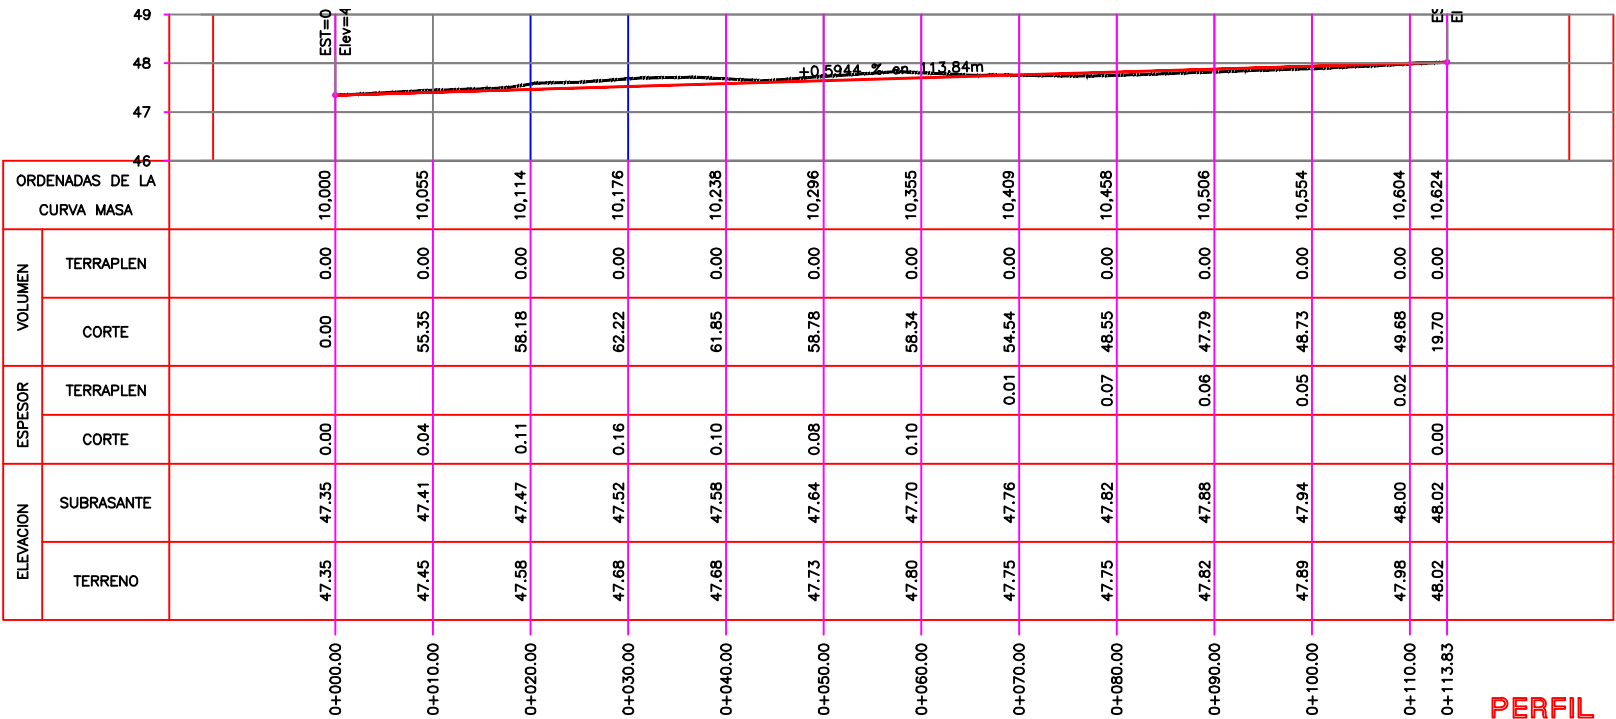 49
48
47
46
EST=0
Elev=4
+0.5944 % en 113.84m
ORDENADAS DE LA
CURVA MASA
10,000 10,055 10,114 10,176 10,238 10,296 10,355 10,409 10,458 10,506 10,554 10,604 10,624
VOLUMEN
TERRAPLEN
0.00 0.00 0.00 0.00 0.00 0.00 0.00 0.00 0.00 0.00 0.00 0.00 0.00
CORTE
0.00 55.35 58.18 62.22 61.85 58.78 58.34 54.54 48.55 47.79 48.73 49.68 19.70
ESPESOR
TERRAPLEN
0.01 0.07 0.06 0.05 0.02
CORTE
0.00 0.04 0.11 0.16 0.10 0.08 0.10 0.00
ELEVACION
SUBRASANTE
47.35 47.41 47.47 47.52 47.58 47.64 47.70 47.76 47.82 47.88 47.94 48.00 48.02
TERRENO
47.35 47.45 47.58 47.68 47.68 47.73 47.80 47.75 47.75 47.82 47.89 47.98 48.02
0+000.00 0+010.00 0+020.00 0+030.00 0+040.00 0+050.00 0+060.00 0+070.00 0+080.00 0+090.00 0+100.00 0+110.00 0+113.83
PERFIL